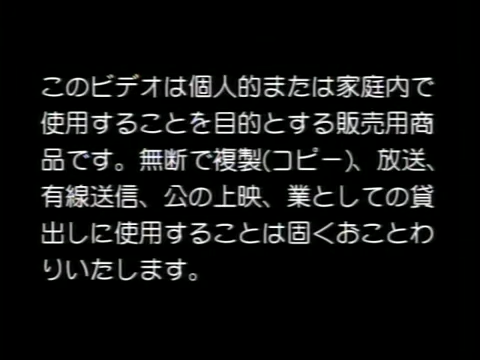 このビデオは個人的または家庭内で
使用することを目的とする販売用商
品です。無断で複製(コピー)、放送、
有線送信、公の上映、業としての貸
出しに使用することは固くおことわ
りいたします。